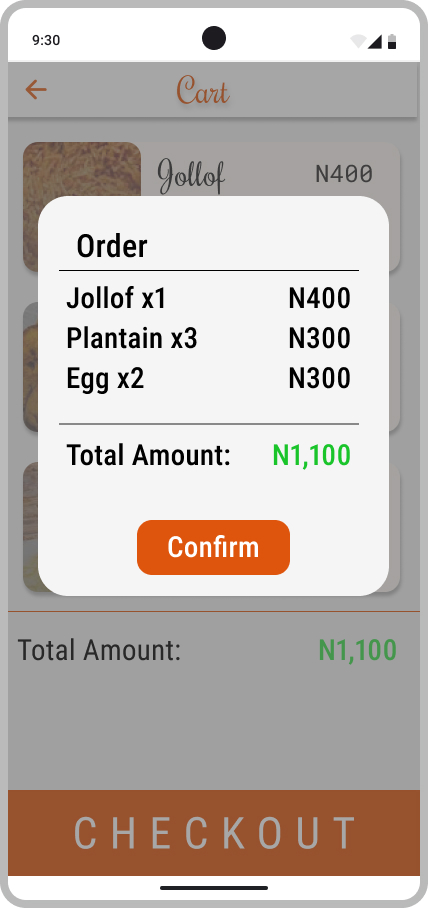 9:30
Cart
Jollof N400
Order
Jollof x1 N400
Plantain x3 N300
Egg x2 N300
Total Amount: N1,100
Confirm
Total Amount: N1,100
CHECKOUT